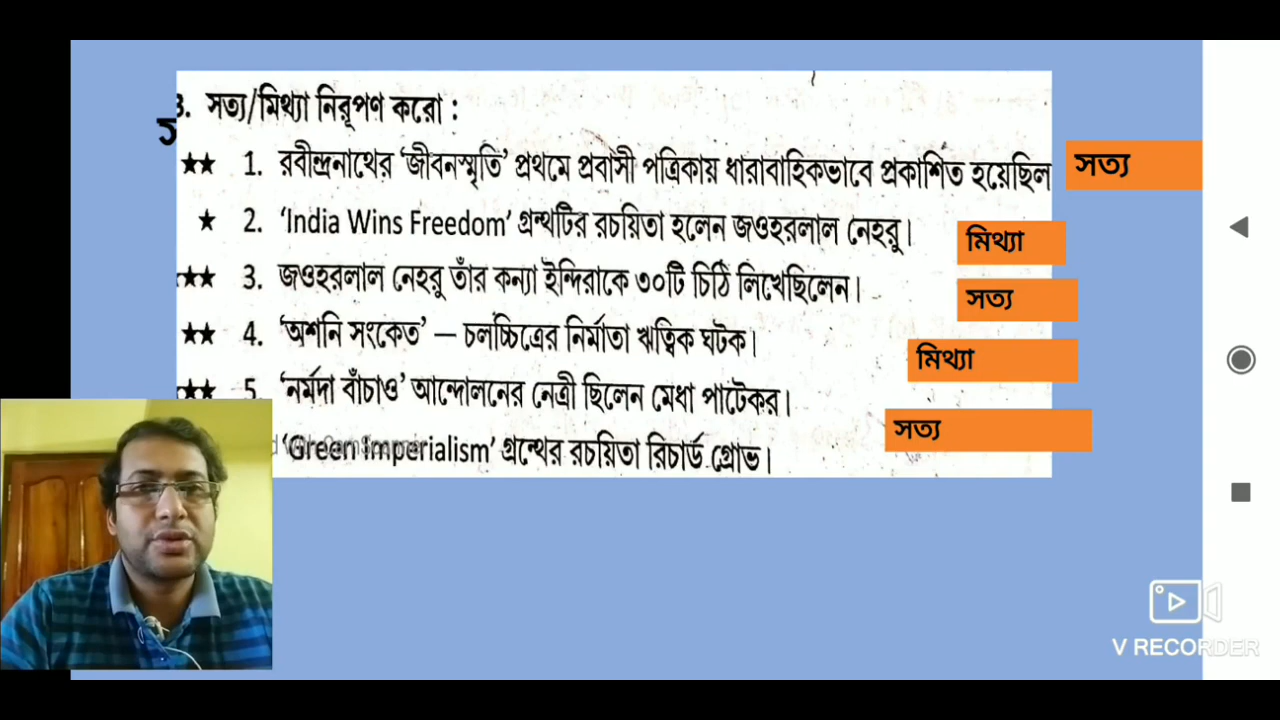 3. সত্য/মিথ্যা নিরূপণ করো :
★★ 1. রবীন্দ্রনাথের 'জীবনস্মৃতি' প্রথমে প্রবাসী পত্রিকায় ধারাবাহিকভাবে প্রকাশিত হয়েছিল সত্য
★ 2. 'India Wins Freedom' গ্রন্থটির রচয়িতা হলেন জওহরলাল নেহরু। মিথ্যা
★★ 3. জওহরলাল নেহরু তাঁর কন্যা ইন্দিরাকে ৩০টি চিঠি লিখেছিলেন। সত্য
★★ 4. 'অশনি সংকেত' — চলচ্চিত্রের নির্মাতা ঋত্বিক ঘটক। মিথ্যা
★★ 5. 'নর্মদা বাঁচাও' আন্দোলনের নেত্রী ছিলেন মেধা পাটেকর। সত্য
'Green Imperialism' গ্রন্থের রচয়িতা রিচার্ড গ্রোভ।
V RECORDER